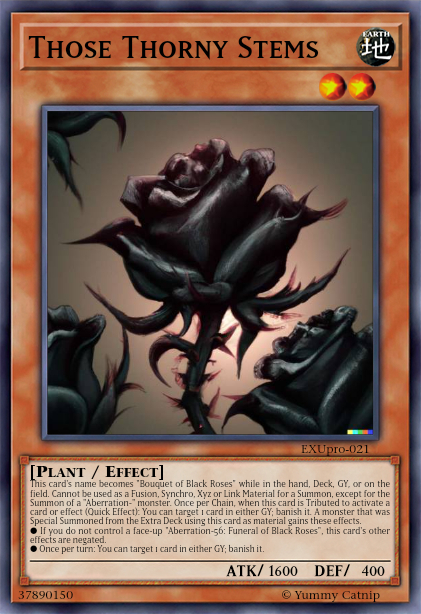 Those Thorny Stems
EARTH
地
EXUpro-021
[Plant / Effect]
This card's name becomes "Bouquet of Black Roses" while in the hand, Deck, GY, or on the
field. Cannot be used as a Fusion, Synchro, Xyz or Link Material for a Summon, except for the
Summon of a "Aberration-" monster. Once per Chain, when this card is Tributed to activate a
card or effect (Quick Effect): You can target 1 card in either GY; banish it. A monster that was
Special Summoned from the Extra Deck using this card as material gains these effects.
● If you do not control a face-up "Aberration-56: Funeral of Black Roses", this card's other
effects are negated.
● Once per turn: You can target 1 card in either GY; banish it.
ATK/ 1600 DEF/ 400
37890150 © Yummy Catnip